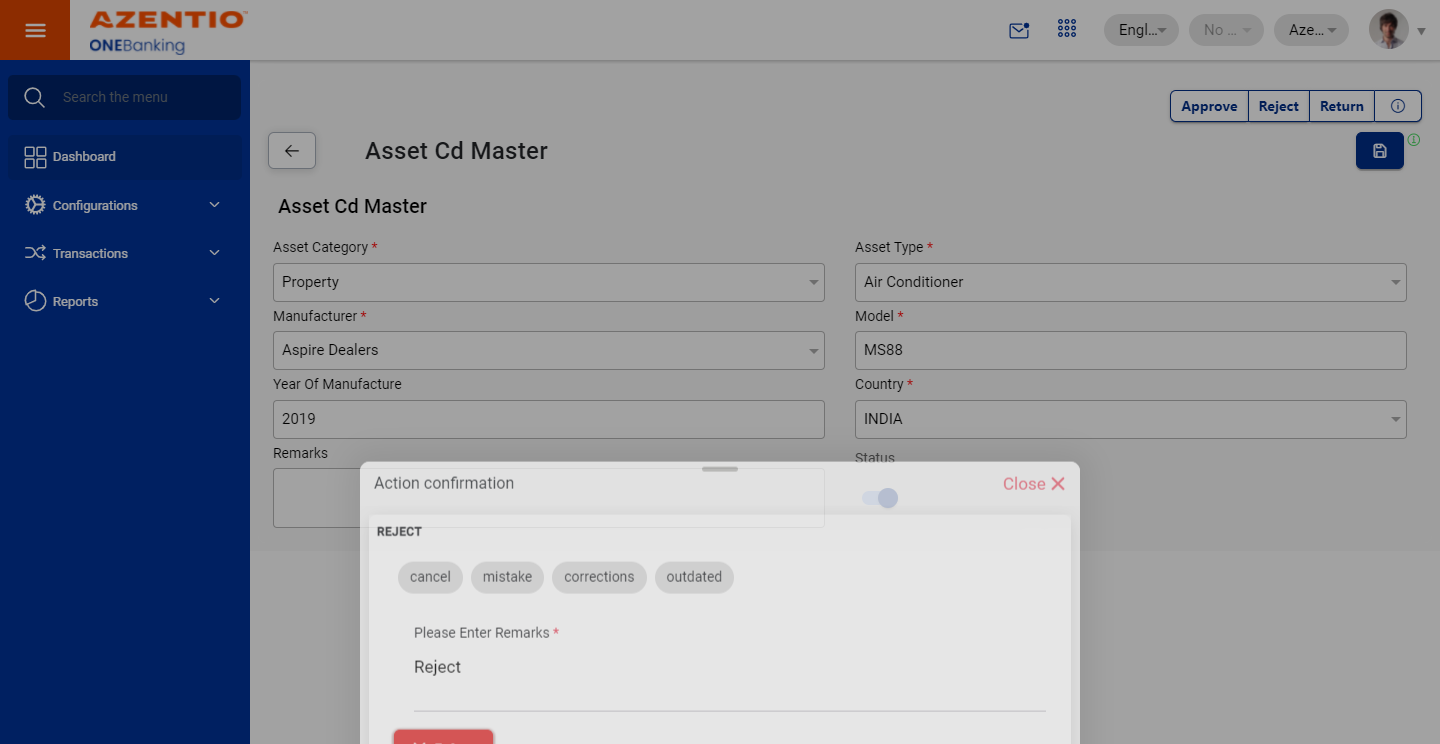 AZENTIO
ONEBanking
Engl...
No ...
Aze...
Search the menu
Dashboard
Configurations
Transactions
Reports
Approve Reject Return
Asset Cd Master
Asset Cd Master
Asset Category * Asset Type *
Property Air Conditioner
Manufacturer * Model *
Aspire Dealers MS88
Year Of Manufacture Country *
2019 INDIA
Remarks Status
Action confirmation Close
REJECT
cancel mistake corrections outdated
Please Enter Remarks *
Reject